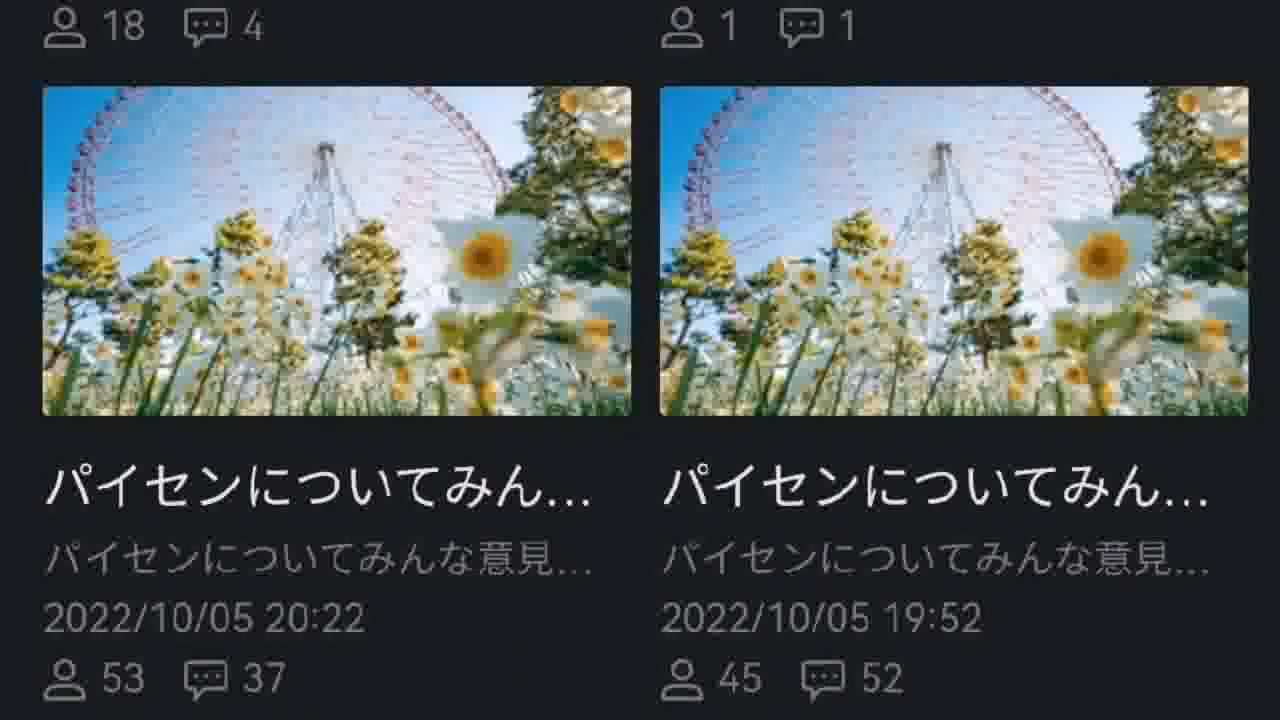 18 4
1 1
パイセンについてみん...
パイセンについてみんな意見...
2022/10/05 20:22
53 37
パイセンについてみん...
パイセンについてみんな意見...
2022/10/05 19:52
45 52